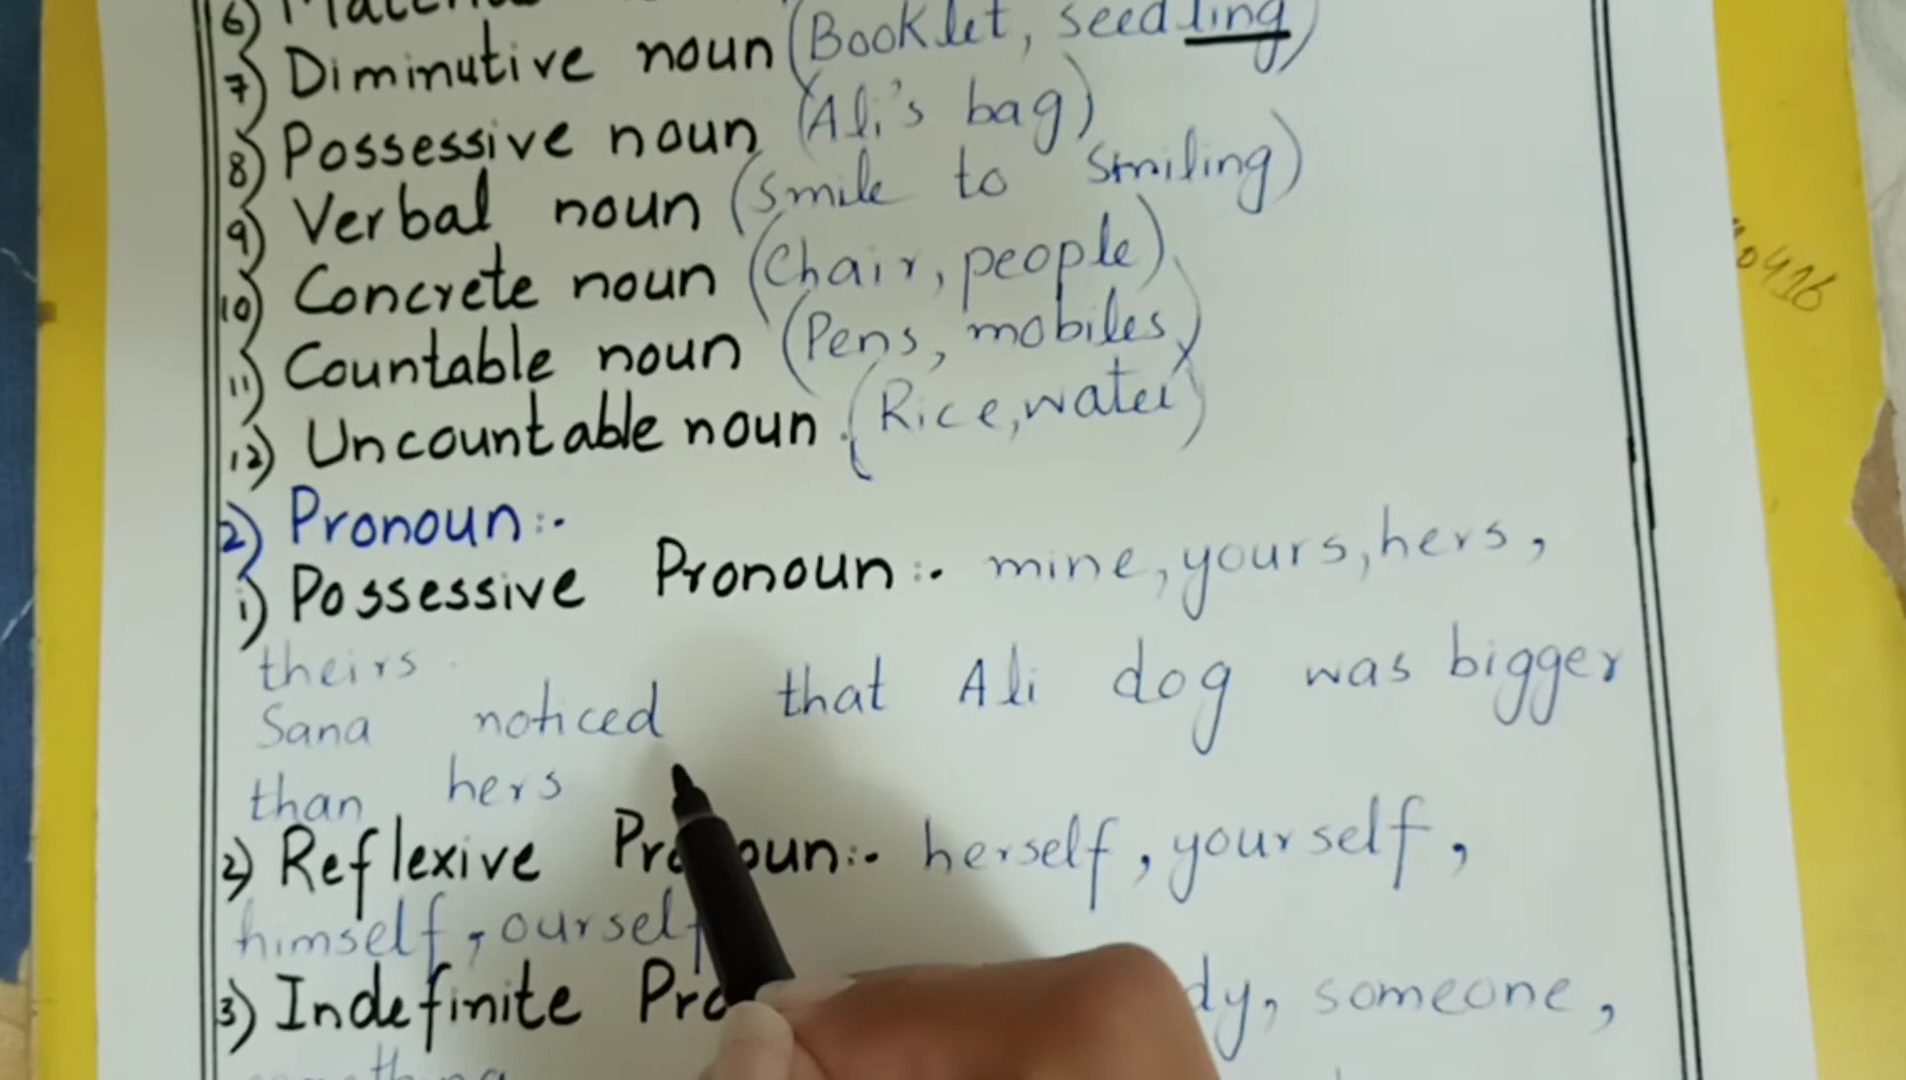 6)
7) Diminutive noun (Booklet, seedling)
8) Possessive noun (Ali's bag)
9) Verbal noun (Smile to Smiling)
10) Concrete noun (Chair, people)
11) Countable noun (Pens, mobiles)
12) Uncountable noun (Rice, water)
2) Pronoun:-
1) Possessive Pronoun:- mine, yours, hers,
theirs
Sana noticed that Ali dog was bigger
than hers
2) Reflexive Pronoun:- herself, yourself,
himself, ourself
3) Indefinite someone,